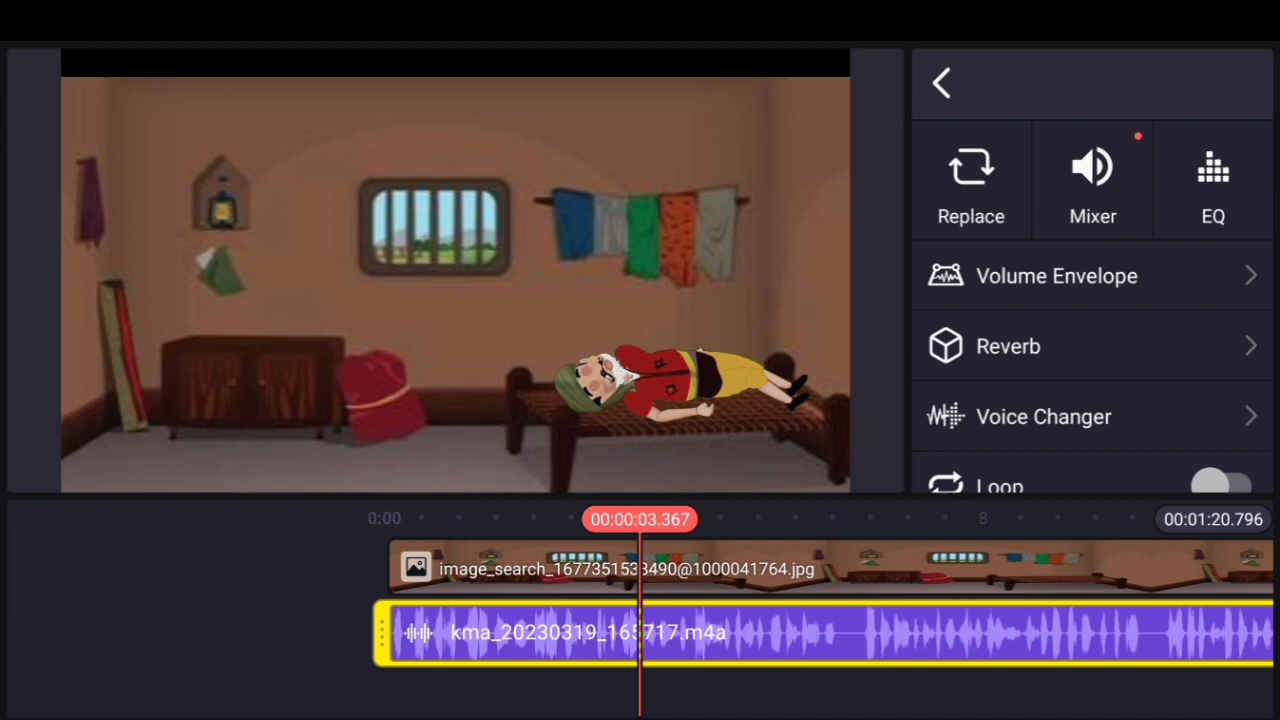 Replace
Mixer
EQ
Volume Envelope
Reverb
Voice Changer
Loop
0:00
00:00:03.367
8
00:01:20.796
image_search_1677351533490@1000041764.jpg
kma_20230319_165717.m4a